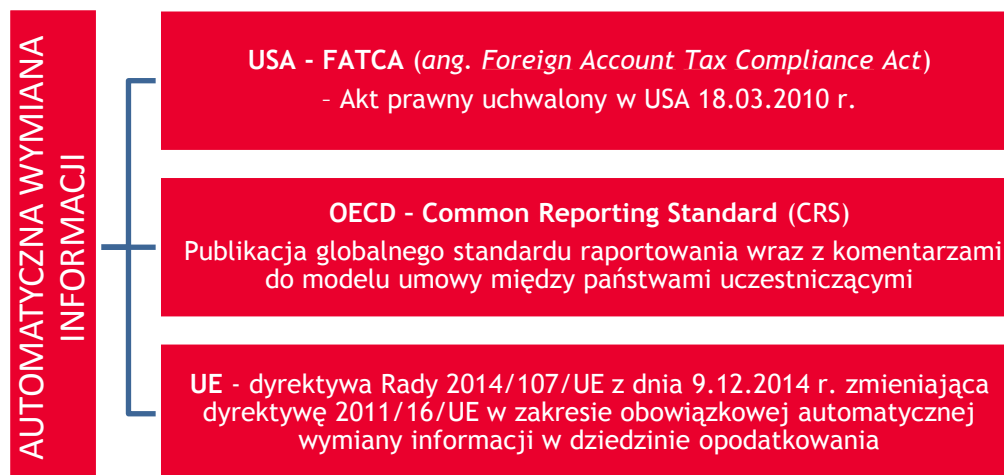 AUTOMATYCZNA WYMIANA
INFORMACJI
USA - FATCA (ang. Foreign Account Tax Compliance Act)
– Akt prawny uchwalony w USA 18.03.2010 r.
OECD – Common Reporting Standard (CRS)
Publikacja globalnego standardu raportowania wraz z komentarzami
do modelu umowy między państwami uczestniczącymi
UE - dyrektywa Rady 2014/107/UE z dnia 9.12.2014 r. zmieniająca
dyrektywę 2011/16/UE w zakresie obowiązkowej automatycznej
wymiany informacji w dziedzinie opodatkowania